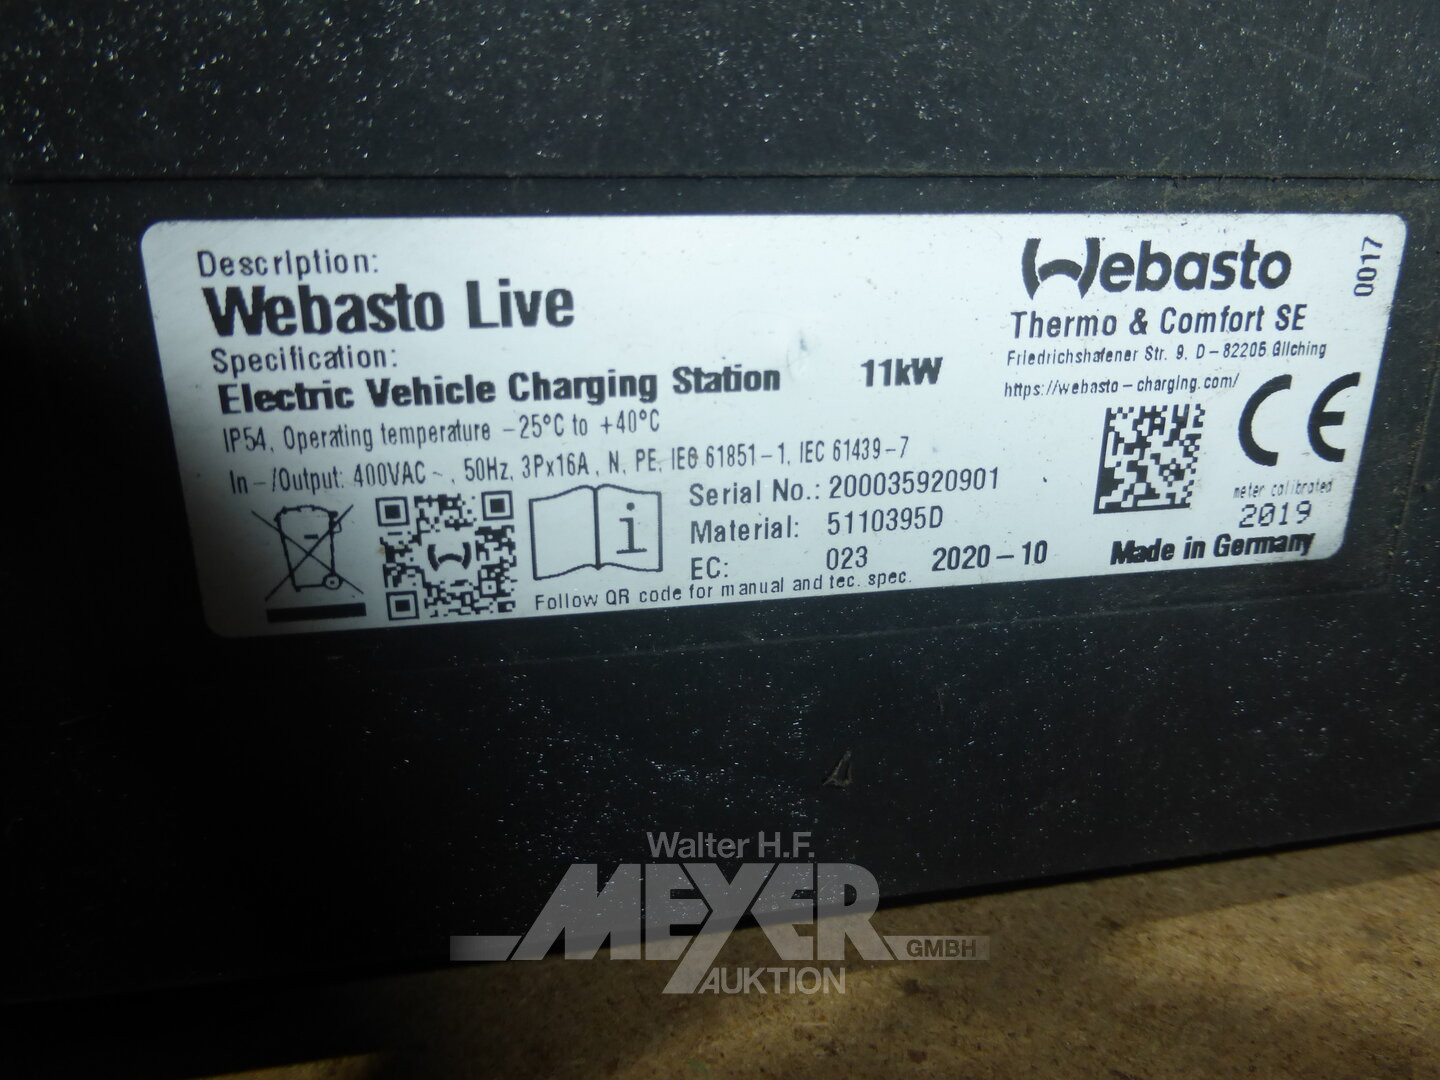 Description:
Webasto Live
Specification:
Electric Vehicle Charging Station 11kW
IP54, Operating temperature -25°C to +40°C
In-/Output: 400VAC ~, 50Hz, 3Px16A, N, PE, IEC 61851-1, IEC 61439-7
Serial No.: 200035920901
Material: 5110395D
EC: 023 2020-10
Follow QR code for manual and tec. spec.
i
Webasto
0017
Thermo & Comfort SE
Friedrichshafener Str. 9, D-82205 Gilching
https://webasto-charging.com/
CE
meter calibrated
2019
Made in Germany
Walter H.F.
MEYER
GMBH
AUKTION